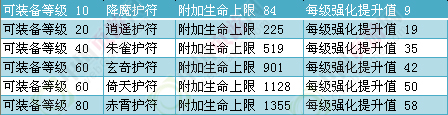 可装备等级 10 降魔护符 附加生命上限 84 每级强化提升值 9
可装备等级 20 逍遥护符 附加生命上限 225 每级强化提升值 19
可装备等级 40 朱雀护符 附加生命上限 519 每级强化提升值 35
可装备等级 60 玄奇护符 附加生命上限 901 每级强化提升值 42
可装备等级 60 倚天护符 附加生命上限 1128 每级强化提升值 50
可装备等级 80 赤霄护符 附加生命上限 1355 每级强化提升值 58